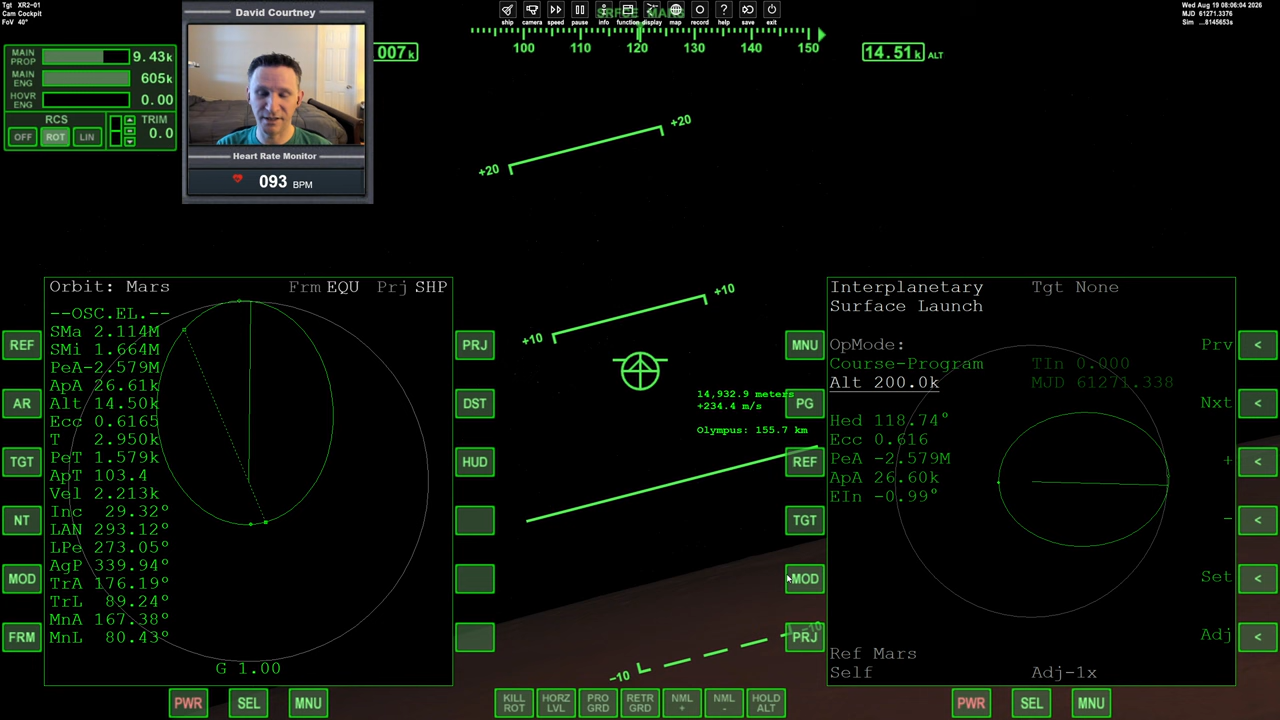 Tgt XR2-01
Cam Cockpit
FoV 40°
David Courtney
Heart Rate Monitor
093 BPM
ship camera speed pause info function display map record help save exit
Wed Aug 19 08:06:04 2026
MJD 61271.3376
Sim ...8145653s
MAIN PROP 9.43k
MAIN ENG 605k
HOVR ENG 0.00
RCS
OFF ROT LIN
TRIM
0.0
007k
100 110 120 130 140 150
14.51k ALT
+20 +20
+10 +10
14,932.9 meters
+234.4 m/s
Olympus: 155.7 km
-10 -10
Orbit: Mars Frm EQU Prj SHP
--OSC.EL.--
SMa 2.114M
SMi 1.664M
PeA-2.579M
ApA 26.61k
Alt 14.50k
Ecc 0.6165
T 2.950k
PeT 1.579k
ApT 103.4
Vel 2.213k
Inc 29.32°
LAN 293.12°
LPe 273.05°
AgP 339.94°
TrA 176.19°
TrL 89.24°
MnA 167.38°
MnL 80.43°
G 1.00
REF
AR
TGT
NT
MOD
FRM
PRJ
DST
HUD
PWR SEL MNU
KILL ROT
HORZ LVL
PRO GRD
RETR GRD
NML +
NML -
HOLD ALT
MNU
PG
REF
TGT
MOD
PRJ
Interplanetary Tgt None
Surface Launch
OpMode:
Course-Program TIn 0.000
Alt 200.0k MJD 61271.338
Hed 118.74°
Ecc 0.616
PeA -2.579M
ApA 26.60k
EIn -0.99°
Ref Mars
Self Adj-1x
Prv <
Nxt <
+ <
- <
Set <
Adj <
PWR SEL MNU